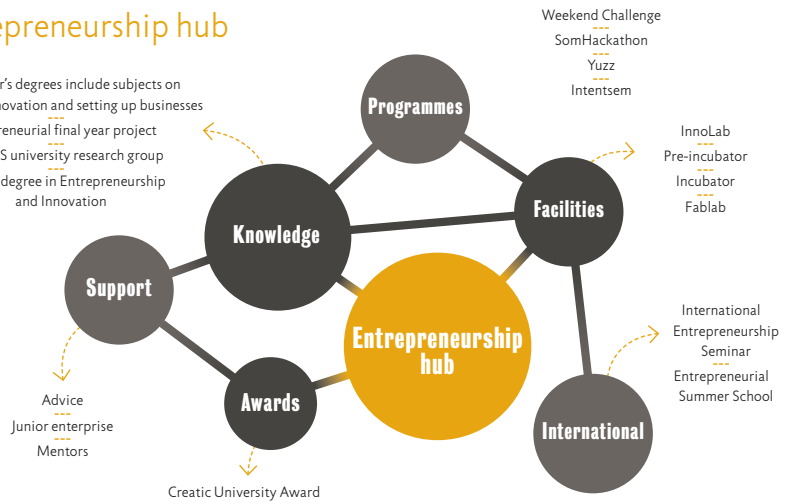 epreneurship hub
Weekend Challenge
---
SomHackathon
---
Yuzz
---
Intentsem
r's degrees include subjects on
novation and setting up businesses
---
reneurial final year project
---
S university research group
---
degree in Entrepreneurship
and Innovation
Programmes
InnoLab
---
Pre-incubator
---
Incubator
---
Fablab
Knowledge
Facilities
Support
Entrepreneurship
hub
International
Entrepreneurship
Seminar
---
Entrepreneurial
Summer School
Advice
---
Junior enterprise
---
Mentors
Awards
International
Creatic University Award